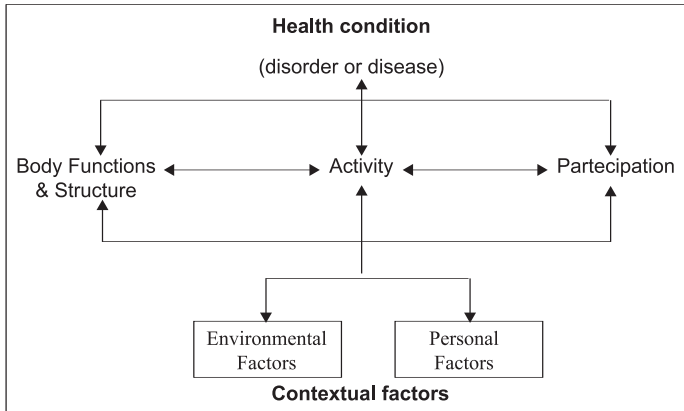 Health condition
(disorder or disease)
Body Functions
& Structure
Activity
Partecipation
Environmental
Factors
Personal
Factors
Contextual factors